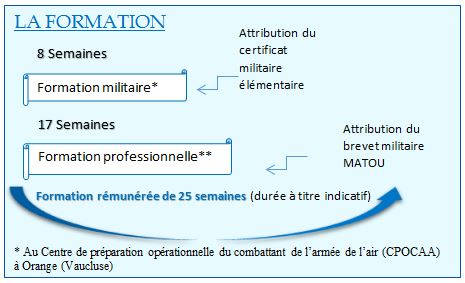 LA FORMATION
8 Semaines
Formation militaire*
Attribution du
certificat
militaire
élémentaire
17 Semaines
Formation professionnelle**
Attribution du
brevet militaire
MATOU
Formation rémunérée de 25 semaines (durée à titre indicatif)
* Au Centre de préparation opérationnelle du combattant de l'armée de l'air (CPOCAA)
à Orange (Vaucluse)